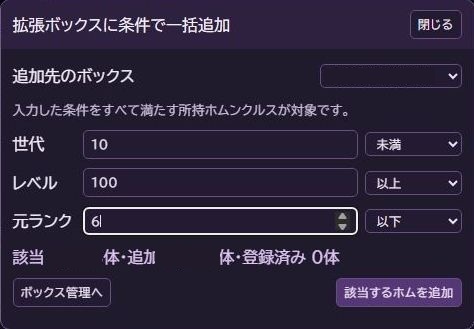 拡張ボックスに条件で一括追加 閉じる
追加先のボックス
入力した条件をすべて満たす所持ホムンクルスが対象です。
世代 10 未満
レベル 100 以上
元ランク 6 以下
該当 体・追加 体・登録済み 0体
ボックス管理へ 該当するホムを追加